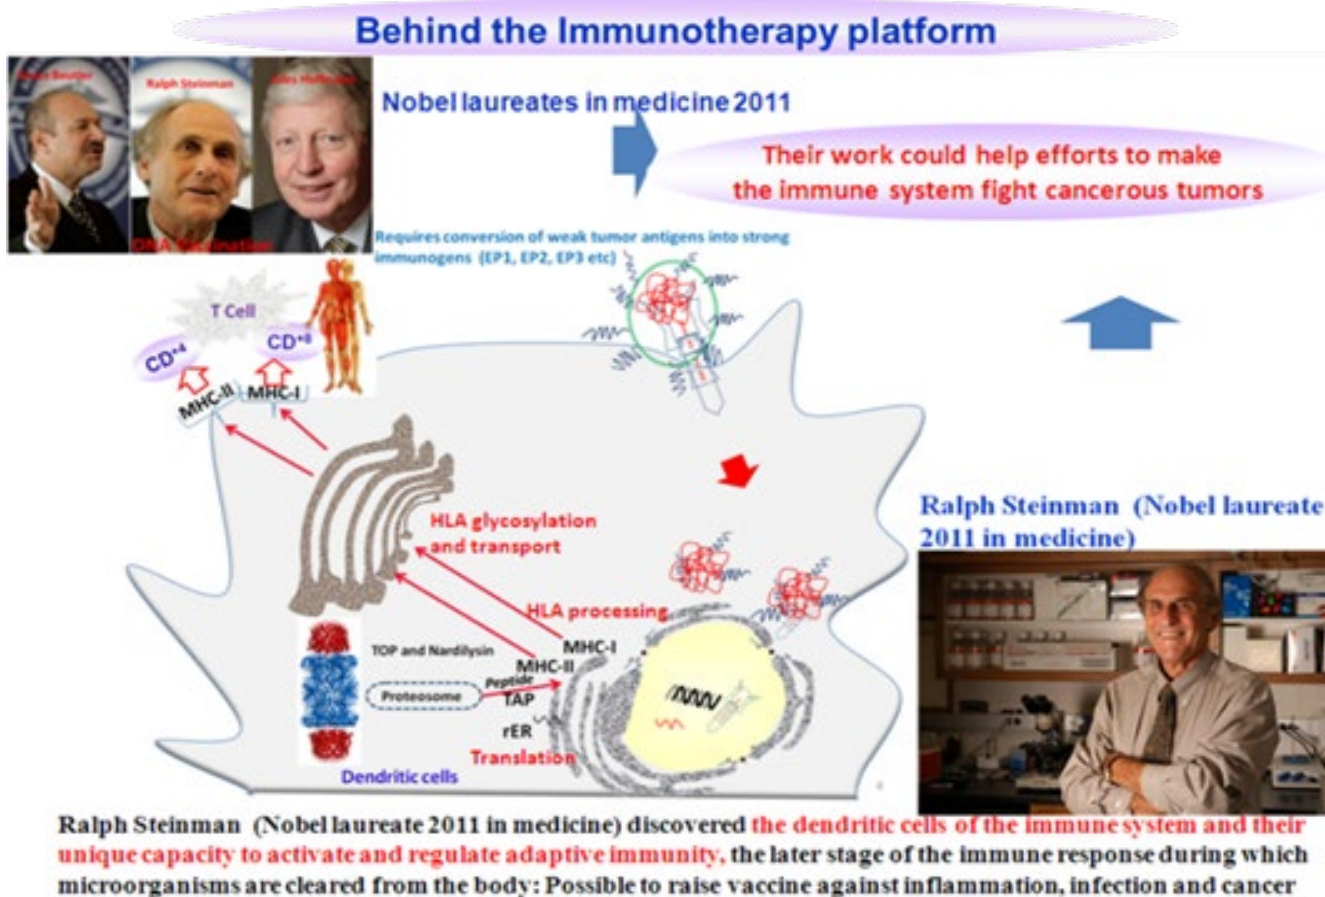 Behind the Immunotherapy platform
Beutler
Ralph Steinman
Nobel laureates in medicine 2011
Their work could help efforts to make
the immune system fight cancerous tumors
Requires conversion of weak tumor antigens into strong
immunogens (EP1, EP2, EP3 etc)
T Cell
CD+4
CD+8
MHC-II
MHC-I
HLA glycosylation
and transport
HLA processing
MHC-I
MHC-II
TOP and Nardilysin
Peptide
Proteosome
TAP
rER
Translation
Dendritic cells
Ralph Steinman (Nobel laureate
2011 in medicine)
Ralph Steinman (Nobel laureate 2011 in medicine) discovered the dendritic cells of the immune system and their
unique capacity to activate and regulate adaptive immunity, the later stage of the immune response during which
microorganisms are cleared from the body: Possible to raise vaccine against inflammation, infection and cancer